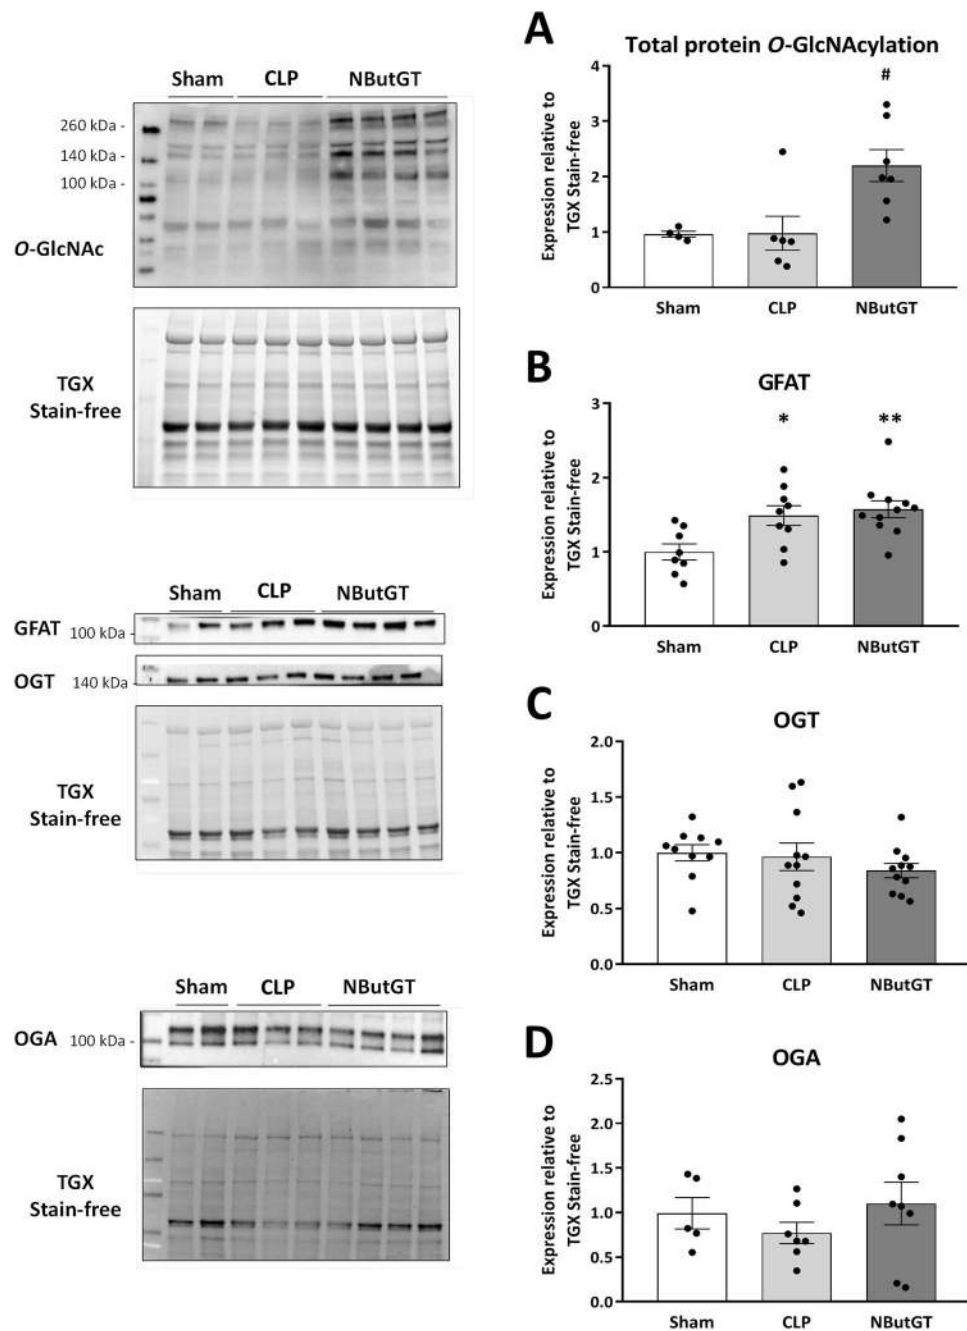 Sham CLP NButGT
260 kDa -
140 kDa -
100 kDa -
O-GlcNAc
TGX
Stain-free
Sham CLP NButGT
GFAT 100 kDa -
OGT 140 kDa -
TGX
Stain-free
Sham CLP NButGT
OGA 100 kDa -
TGX
Stain-free
A
Total protein O-GlcNAcylation
Expression relative to
TGX Stain-free
4
3
2
1
0
#
Sham CLP NButGT
B
GFAT
Expression relative to
TGX Stain-free
3
2
1
0
* **
Sham CLP NButGT
C
OGT
Expression relative to
TGX Stain-free
2.0
1.5
1.0
0.5
0.0
Sham CLP NButGT
D
OGA
Expression relative to
TGX Stain-free
2.5
2.0
1.5
1.0
0.5
0.0
Sham CLP NButGT